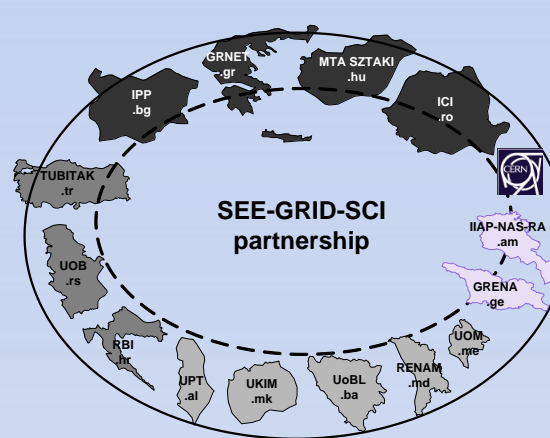 GRNET
.gr
MTA SZTAKI
.hu
IPP
.bg
ICI
.ro
CERN
TUBITAK
.tr
SEE-GRID-SCI
partnership
IIAP-NAS-RA
.am
UOB
.rs
GRENA
.ge
RBI
.hr
UOM
.me
UPT
.al
UKIM
.mk
UoBL
.ba
RENAM
.md